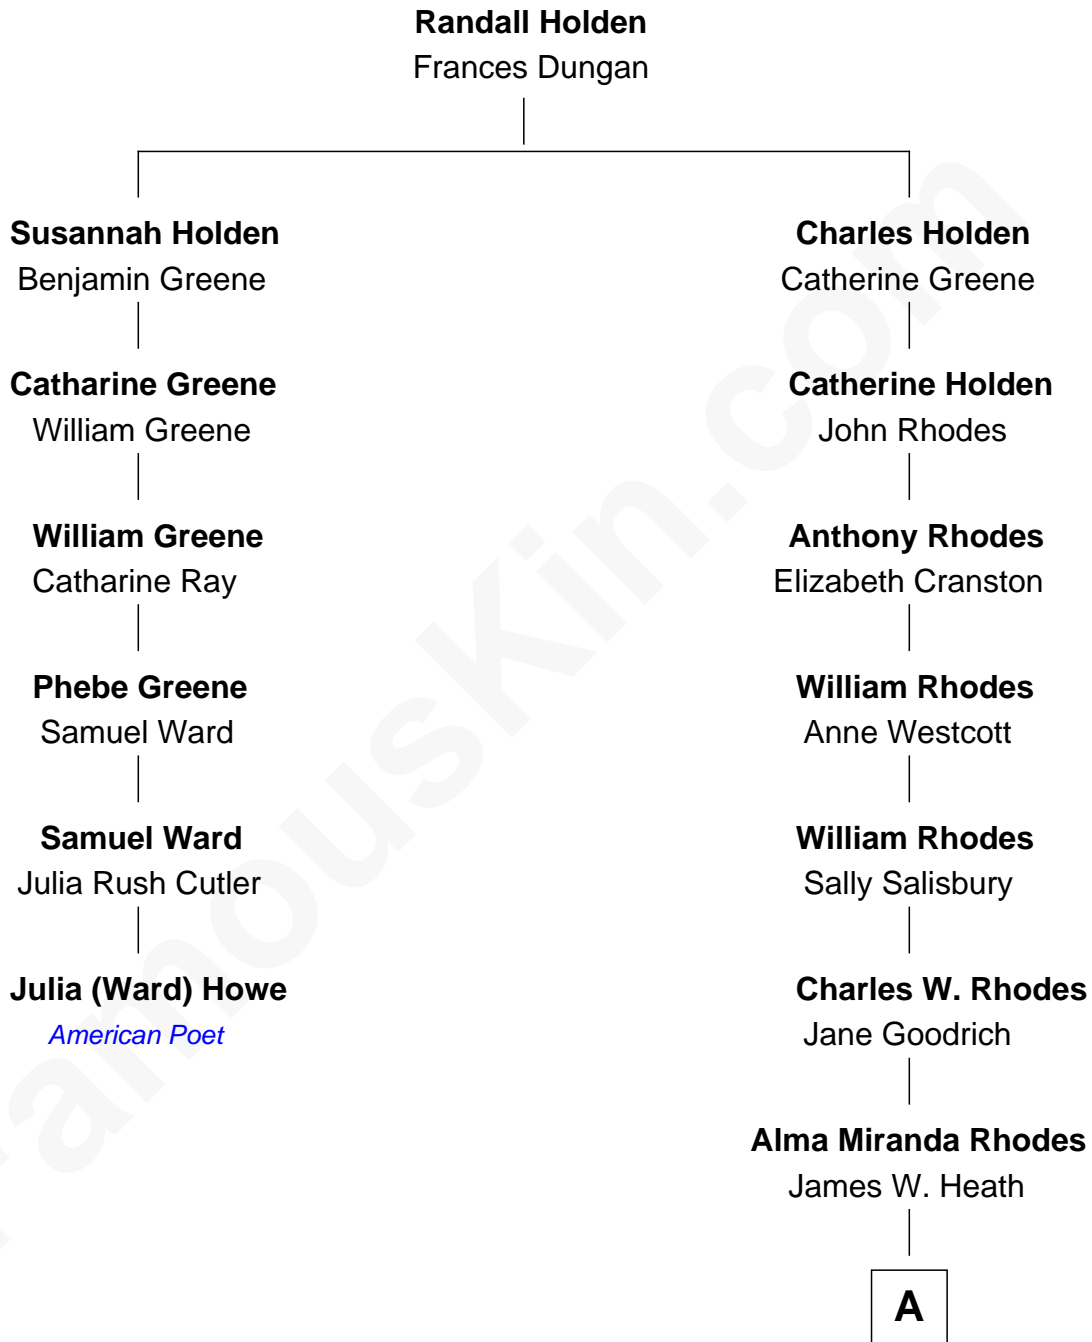 Randall Holden
Frances Dungan
Susannah Holden
Benjamin Greene
Charles Holden
Catherine Greene
Catharine Greene
William Greene
Catherine Holden
John Rhodes
William Greene
Catharine Ray
Anthony Rhodes
Elizabeth Cranston
Phebe Greene
Samuel Ward
William Rhodes
Anne Westcott
Samuel Ward
Julia Rush Cutler
William Rhodes
Sally Salisbury
Julia (Ward) Howe
American Poet
Charles W. Rhodes
Jane Goodrich
Alma Miranda Rhodes
James W. Heath
A
FamousKin.com